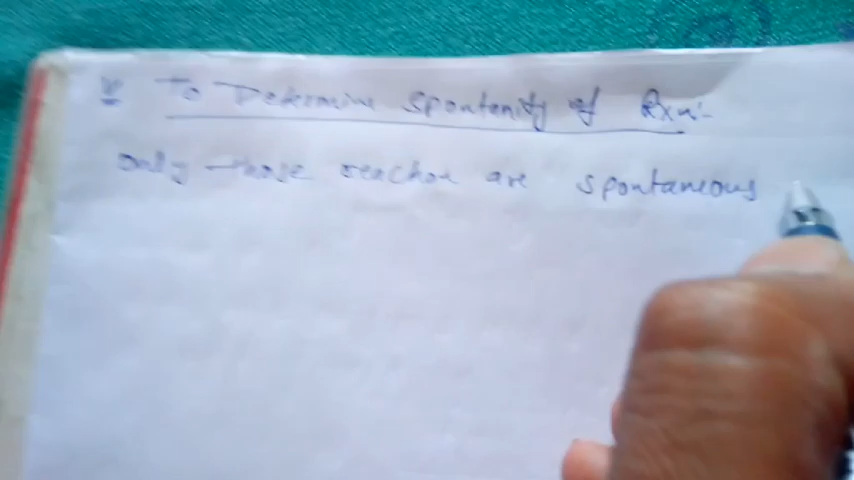 * To Determine Spontenity of Rxn:-
only those reaction are spontaneous